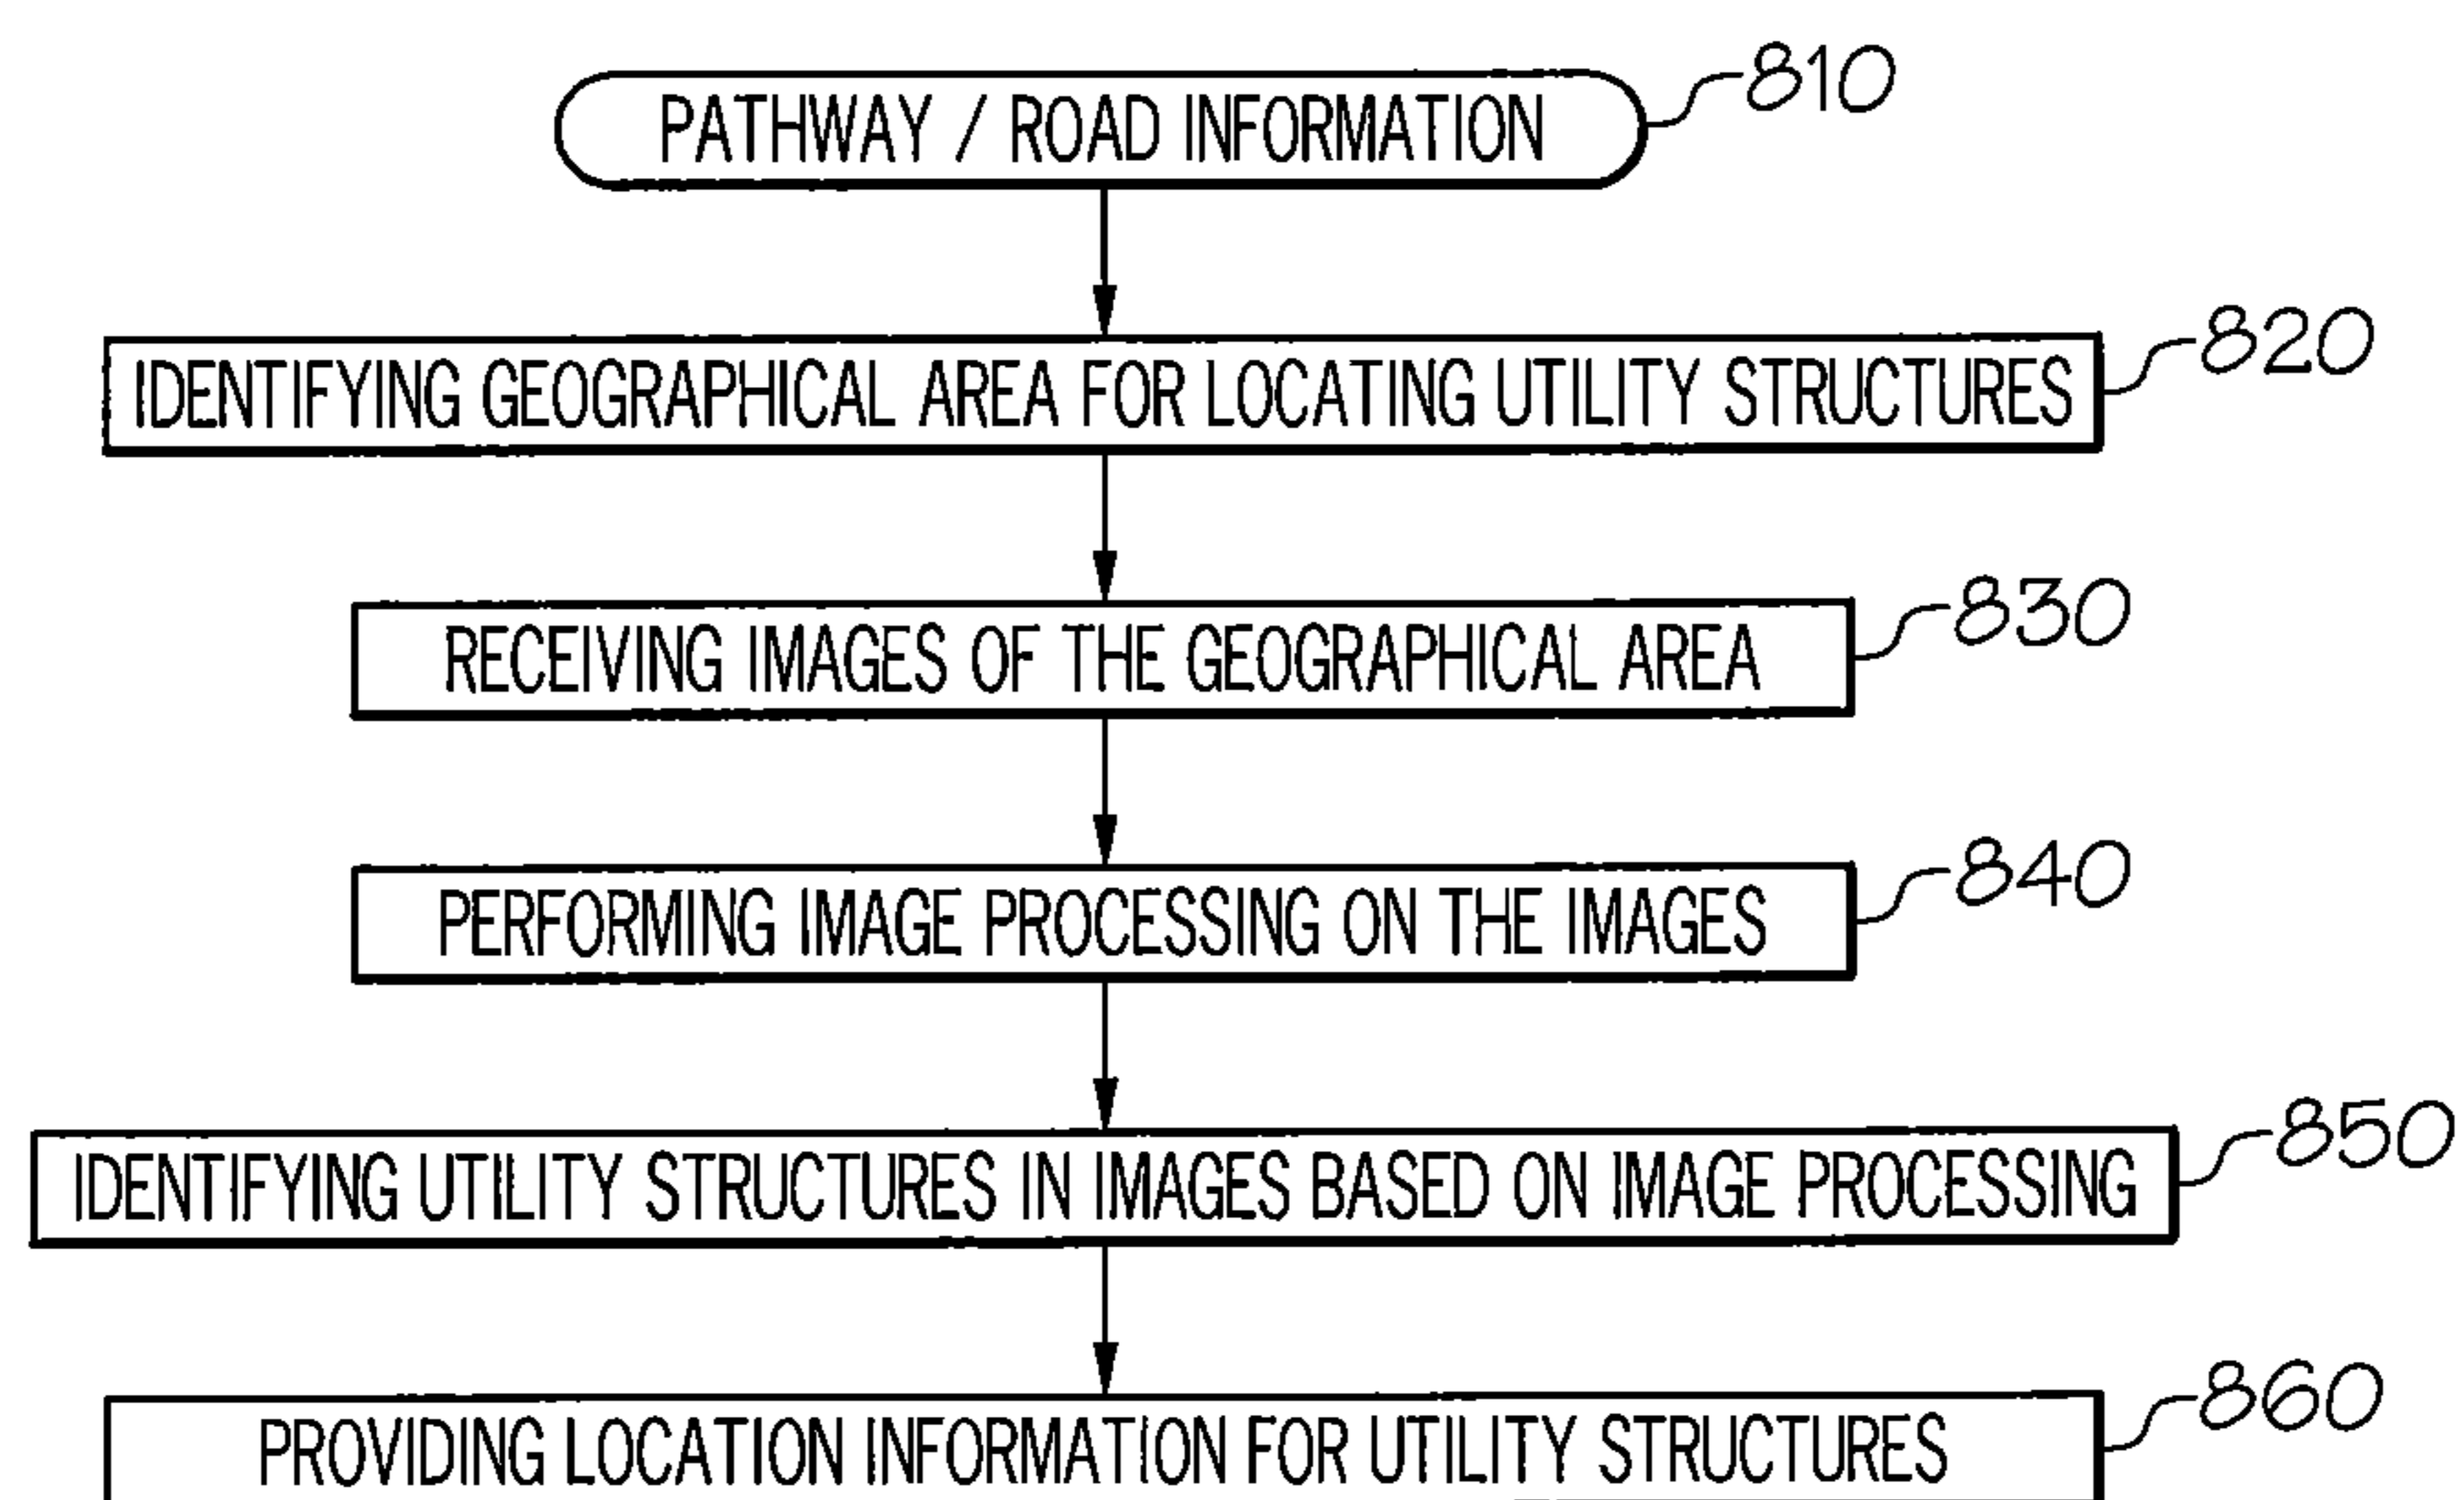 PATHWAY / ROAD INFORMATION
810
IDENTIFYING GEOGRAPHICAL AREA FOR LOCATING UTILITY STRUCTURES
820
RECEIVING IMAGES OF THE GEOGRAPHICAL AREA
830
PERFORMING IMAGE PROCESSING ON THE IMAGES
840
IDENTIFYING UTILITY STRUCTURES IN IMAGES BASED ON IMAGE PROCESSING
850
PROVIDING LOCATION INFORMATION FOR UTILITY STRUCTURES
860